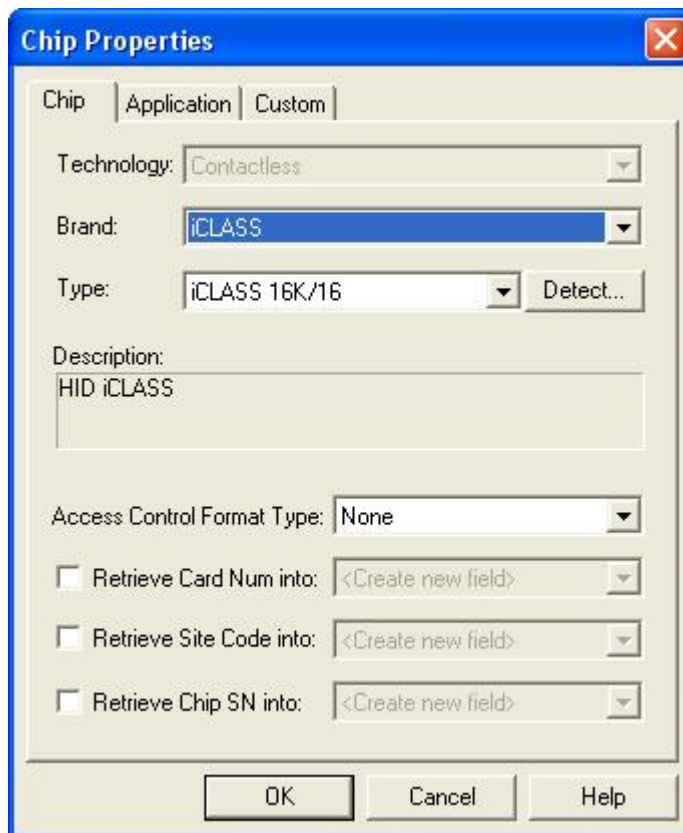 Chip Properties
Chip Application Custom
Technology: Contactless
Brand: iCLASS
Type: iCLASS 16K/16 Detect...
Description:
HID iCLASS
Access Control Format Type: None
Retrieve Card Num into: <Create new field>
Retrieve Site Code into: <Create new field>
Retrieve Chip SN into: <Create new field>
OK Cancel Help